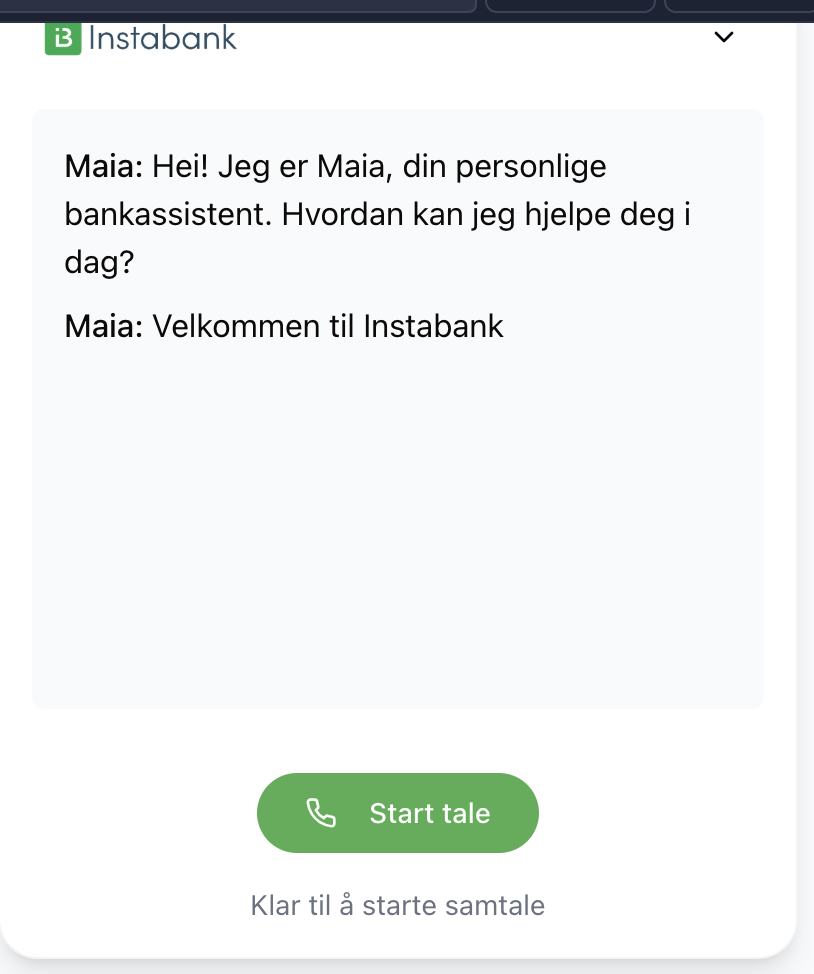 Instabank
Maia: Hei! Jeg er Maia, din personlige
bankassistent. Hvordan kan jeg hjelpe deg i
dag?
Maia: Velkommen til Instabank
Start tale
Klar til å starte samtale